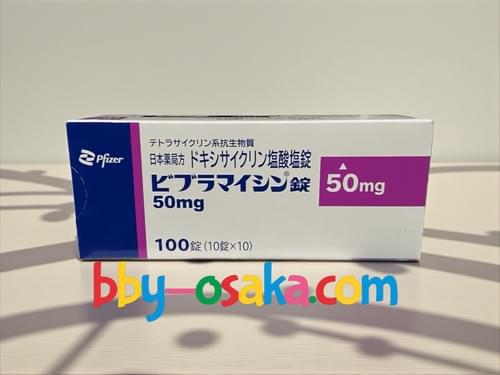 Pfizer
テトラサイクリン系抗生物質
日本薬局方 ドキシサイクリン塩酸塩錠
ビブラマイシン®錠
50mg
50mg
100錠(10錠×10)
bby-osaka.com